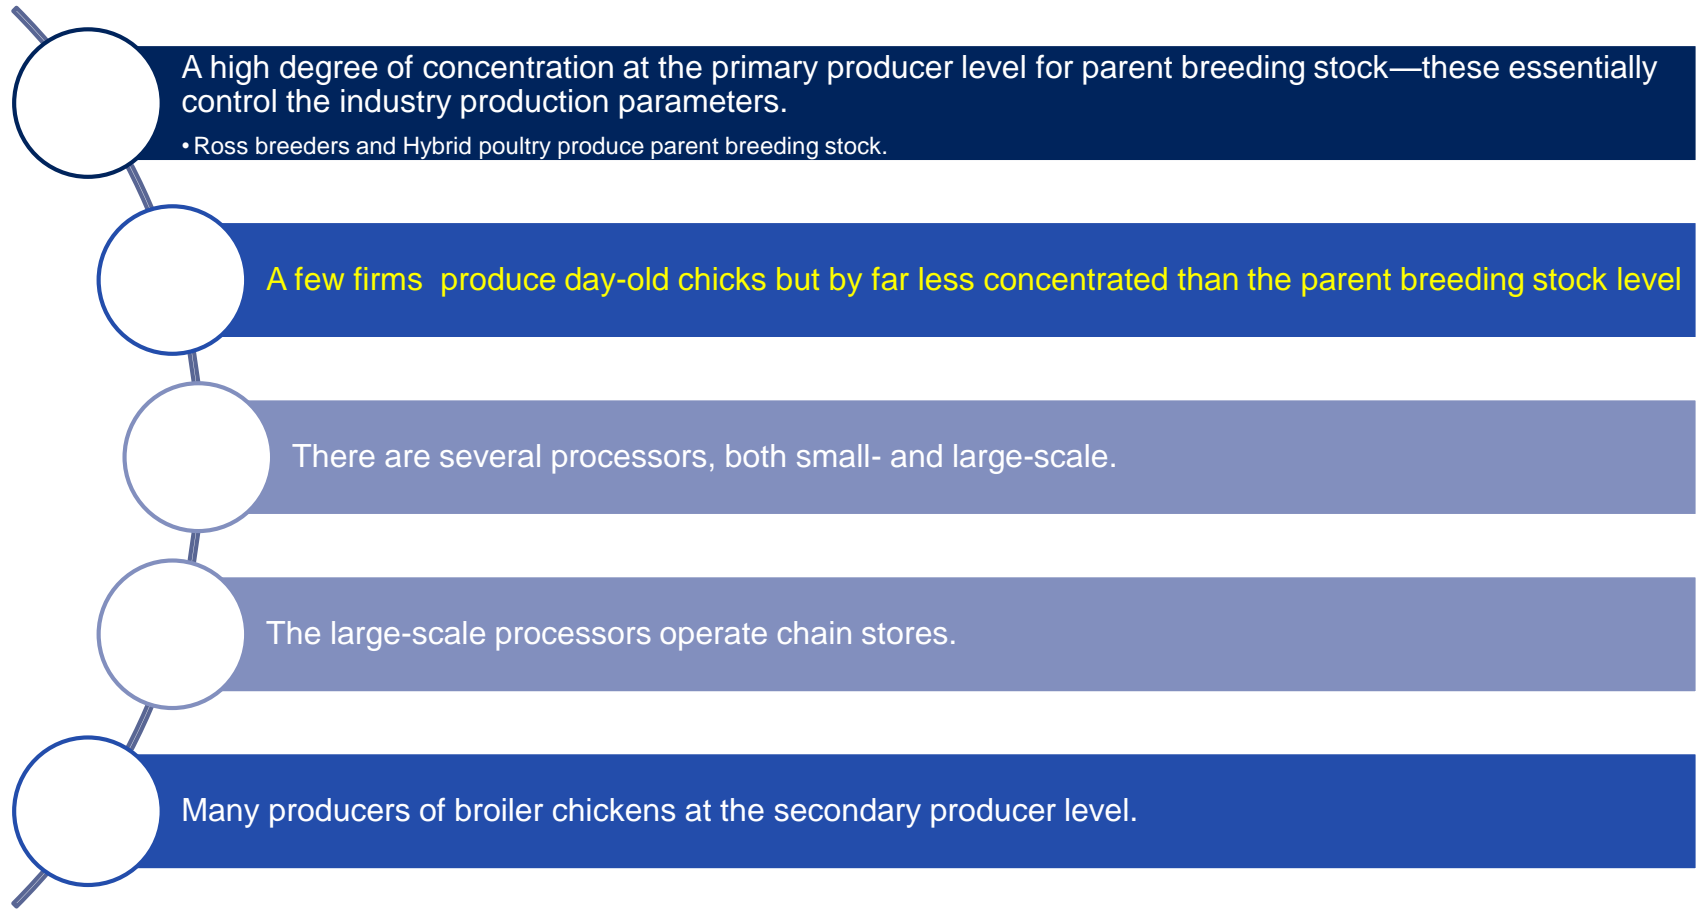 A high degree of concentration at the primary producer level for parent breeding stock—these essentially
control the industry production parameters.
• Ross breeders and Hybrid poultry produce parent breeding stock.
A few firms  produce day-old chicks but by far less concentrated than the parent breeding stock level
There are several processors, both small- and large-scale.
The large-scale processors operate chain stores.
Many producers of broiler chickens at the secondary producer level.